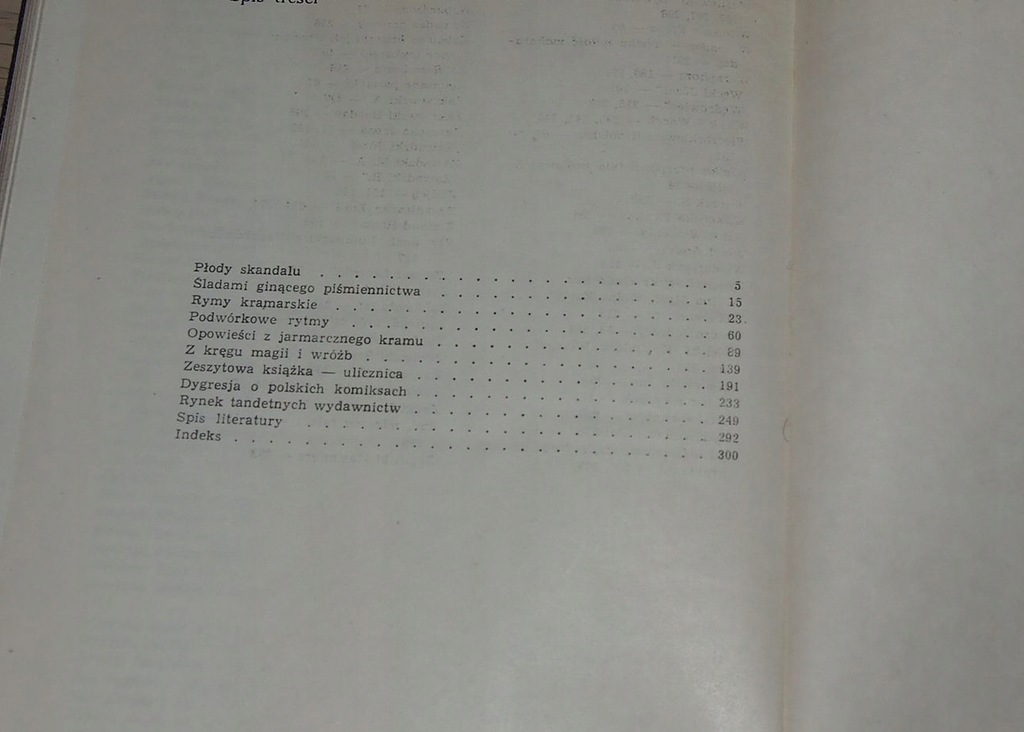 Spis treści
Płody skandalu . . . . . . . . . . . . . . . . . . . . 5
Śladami ginącego piśmiennictwa . . . . . . . . . . . . . . 15
Rymy kramarskie . . . . . . . . . . . . . . . . . . . 23
Podwórkowe rytmy . . . . . . . . . . . . . . . . . . . 60
Opowieści z jarmarcznego kramu . . . . . . . . . . . . . . 89
Z kręgu magii i wróżb . . . . . . . . . . . . . . . . . 139
Zeszytowa książka — ulicznica . . . . . . . . . . . . . . 191
Dygresja o polskich komiksach . . . . . . . . . . . . . . 233
Rynek tandetnych wydawnictw . . . . . . . . . . . . . . . 249
Spis literatury . . . . . . . . . . . . . . . . . . . 292
Indeks . . . . . . . . . . . . . . . . . . . . . . 300